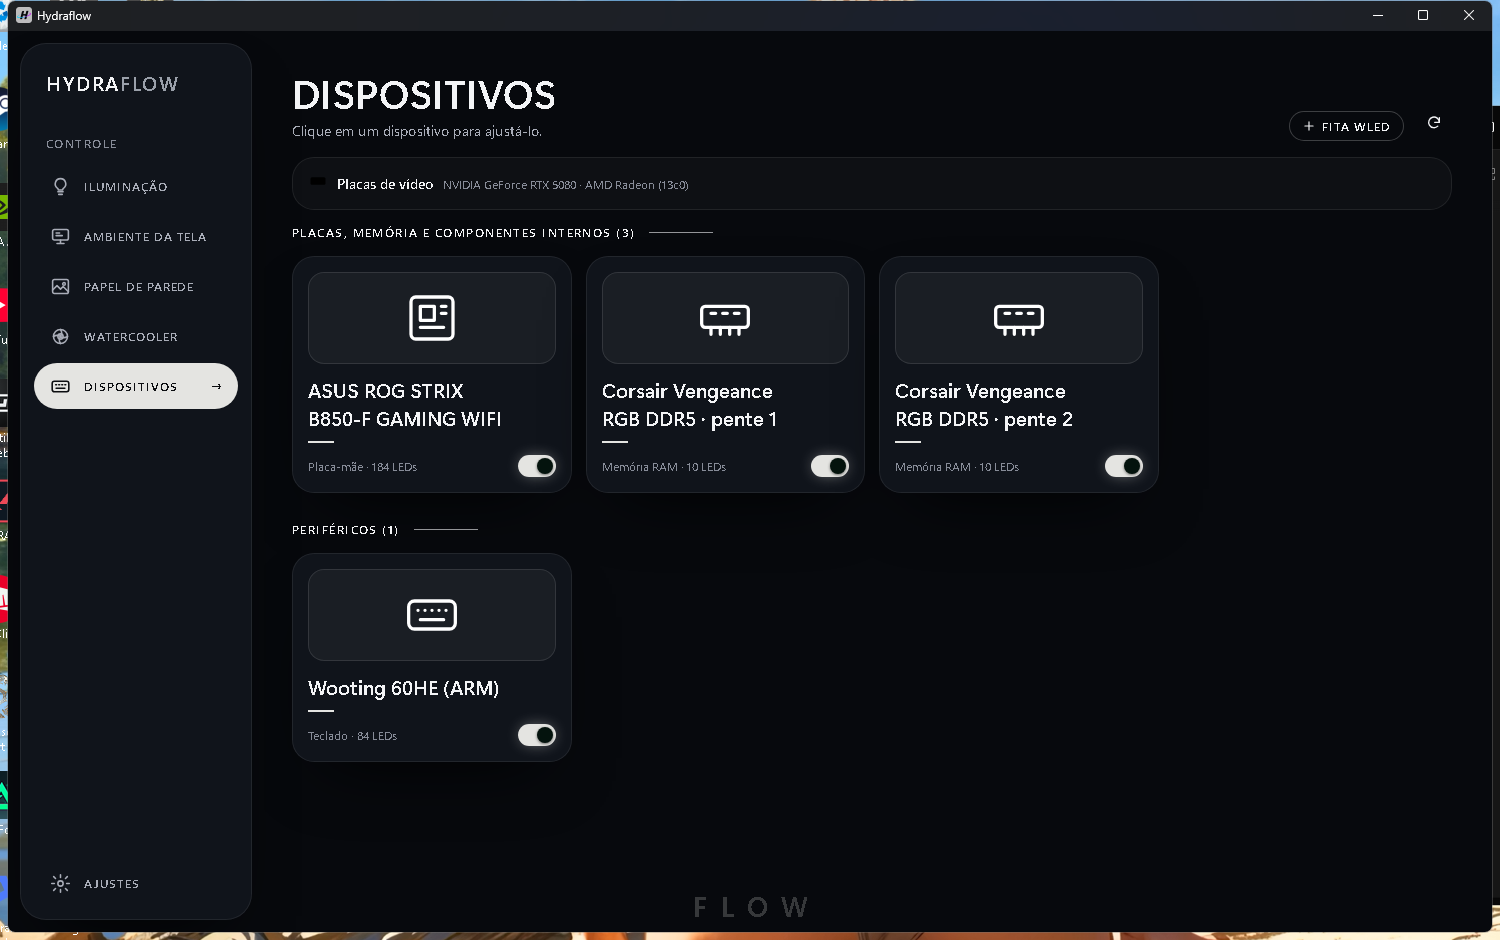 Hydraflow
HYDRAFLOW
CONTROLE
ILUMINAÇÃO
AMBIENTE DA TELA
PAPEL DE PAREDE
WATERCOOLER
DISPOSITIVOS →
AJUSTES
DISPOSITIVOS
Clique em um dispositivo para ajustá-lo.
+ FITA WLED
Placas de vídeo NVIDIA GeForce RTX 5080 · AMD Radeon (13c0)
PLACAS, MEMÓRIA E COMPONENTES INTERNOS (3)
ASUS ROG STRIX
B850-F GAMING WIFI
Placa-mãe · 184 LEDs
Corsair Vengeance
RGB DDR5 · pente 1
Memória RAM · 10 LEDs
Corsair Vengeance
RGB DDR5 · pente 2
Memória RAM · 10 LEDs
PERIFÉRICOS (1)
Wooting 60HE (ARM)
Teclado · 84 LEDs
FLOW